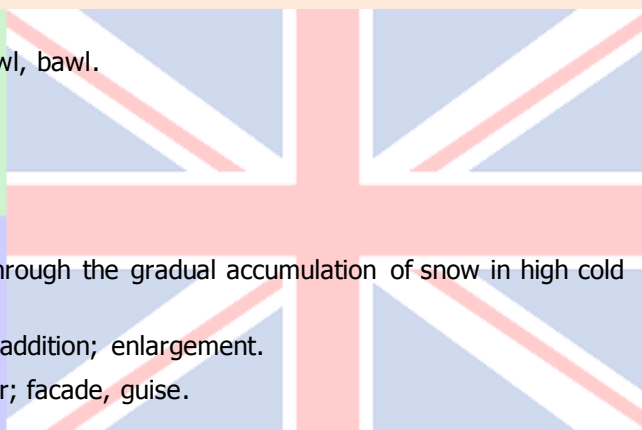 wl, bawl.
hrough the gradual accumulation of snow in high cold
addition; enlargement.
r; facade, guise.